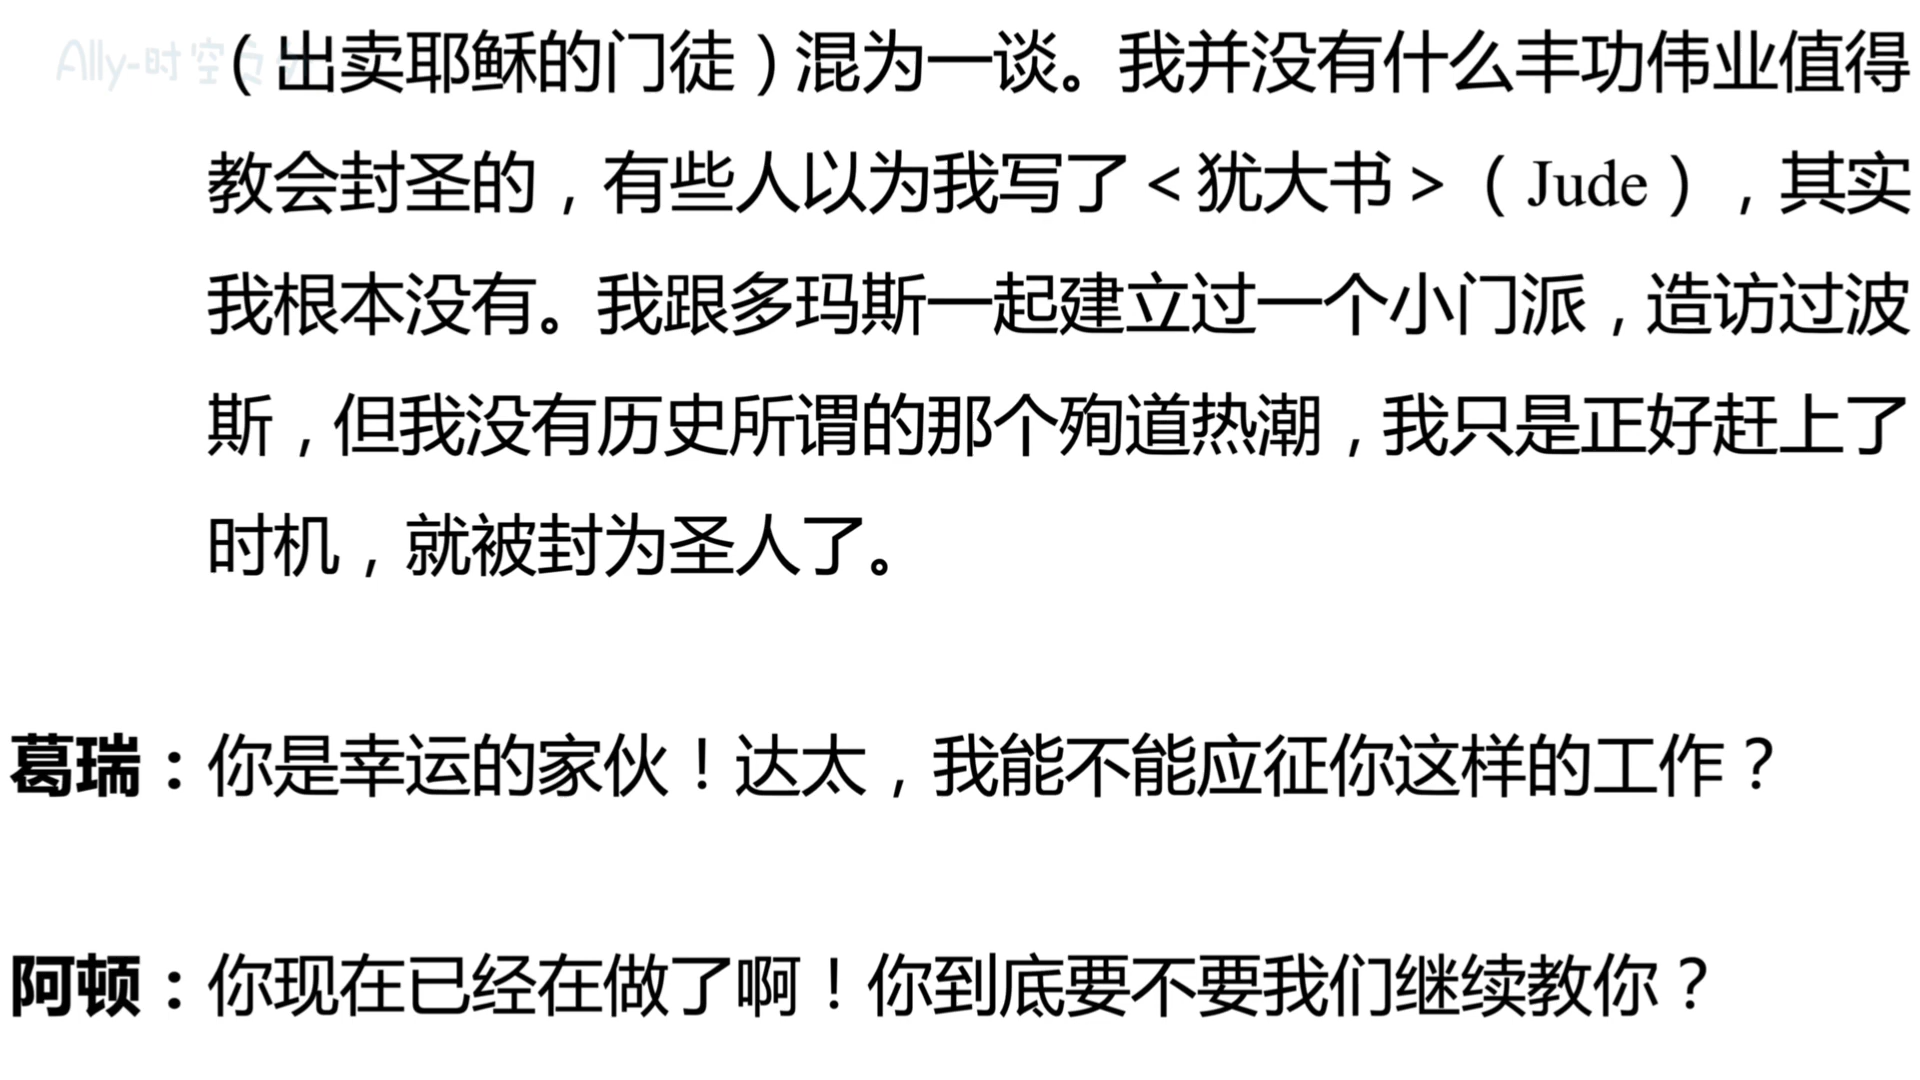 Ally-时空
（出卖耶稣的门徒）混为一谈。我并没有什么丰功伟业值得
教会封圣的，有些人以为我写了<犹大书>（Jude），其实
我根本没有。我跟多玛斯一起建立过一个小门派，造访过波
斯，但我没有历史所谓的那个殉道热潮，我只是正好赶上了
时机，就被封为圣人了。
葛瑞：你是幸运的家伙！达太，我能不能应征你这样的工作？
阿顿：你现在已经在做了啊！你到底要不要我们继续教你？